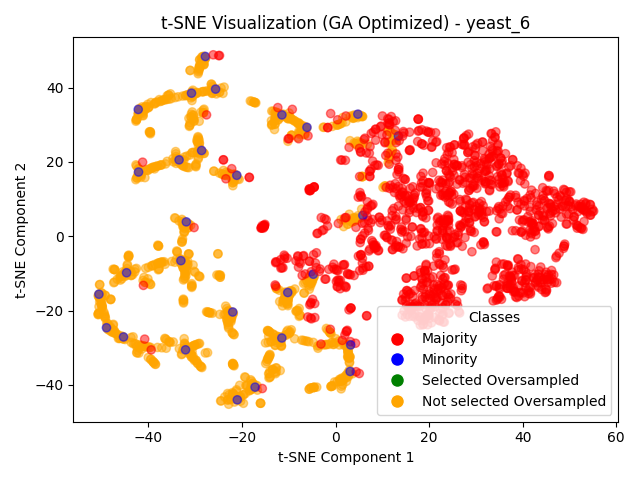 t-SNE Visualization (GA Optimized) - yeast_6
t-SNE Component 2
40
20
0
−20
−40
Classes
Majority
Minority
Selected Oversampled
Not selected Oversampled
−40 −20 0 20 40 60
t-SNE Component 1